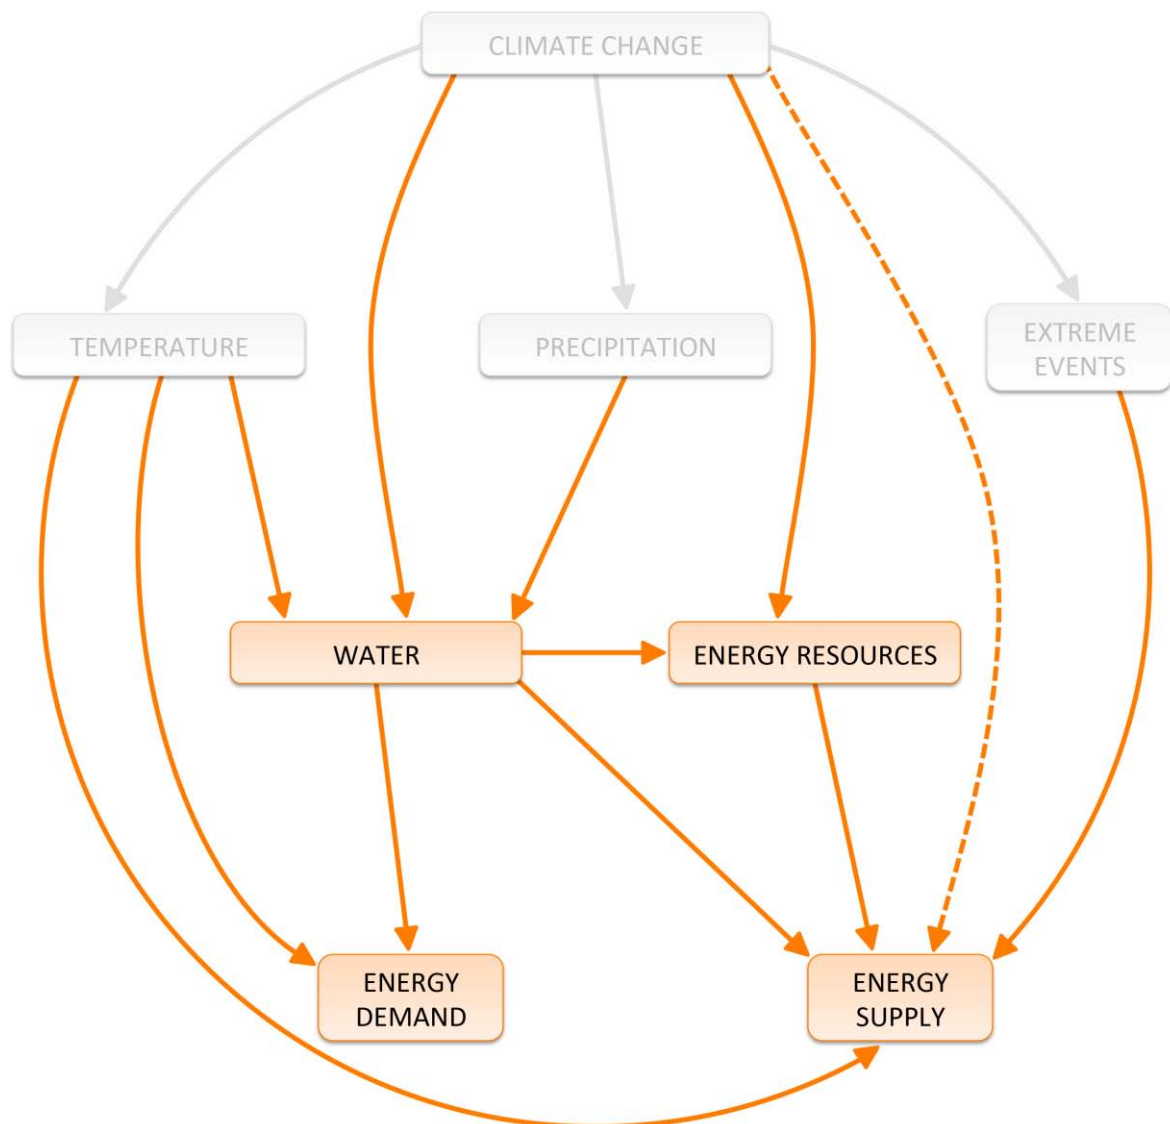 CLIMATE CHANGE
TEMPERATURE
PRECIPITATION
EXTREME
EVENTS
WATER
ENERGY RESOURCES
ENERGY
DEMAND
ENERGY
SUPPLY